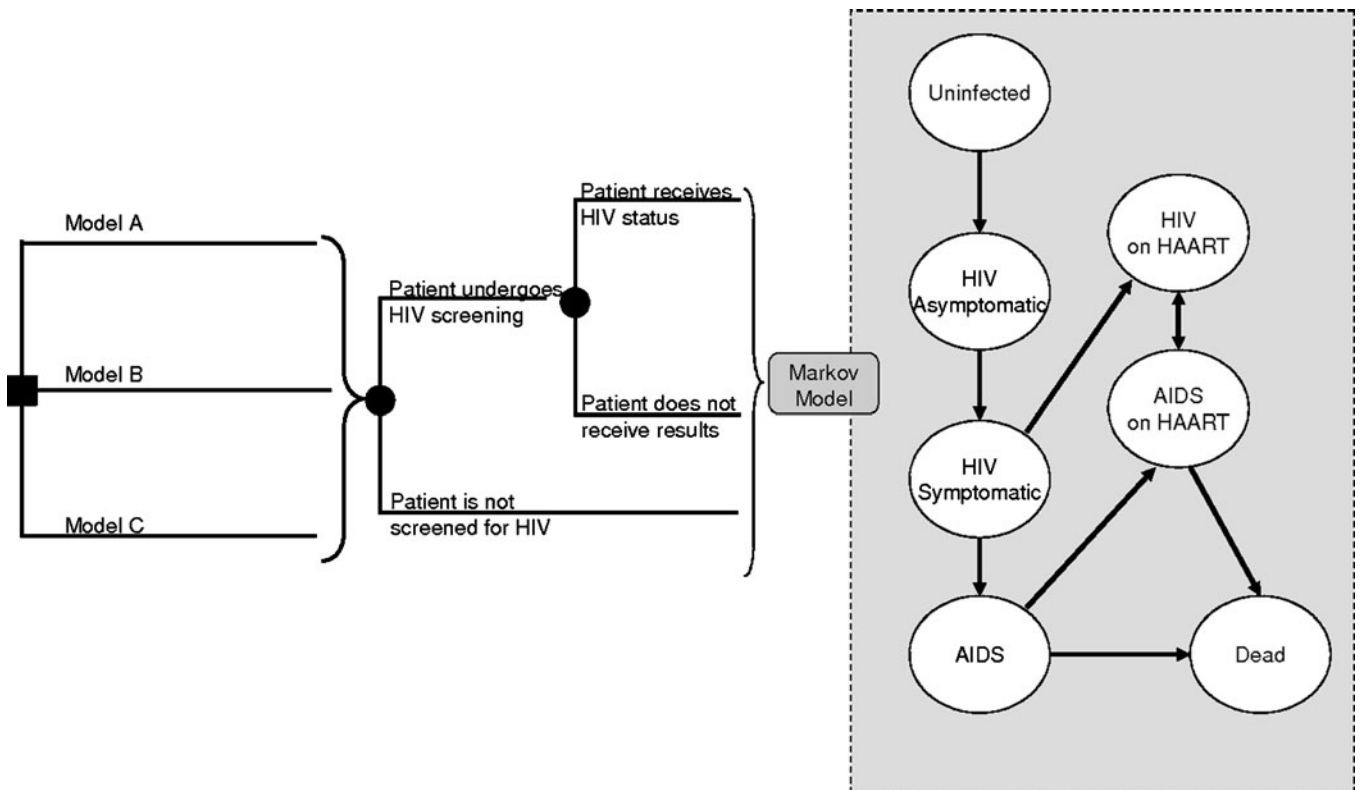 Model A
Model B
Model C
Patient undergoes
HIV screening
Patient is not
screened for HIV
Patient receives
HIV status
Patient does not
receive results
Markov
Model
Uninfected
HIV
Asymptomatic
HIV
Symptomatic
AIDS
HIV
on HAART
AIDS
on HAART
Dead